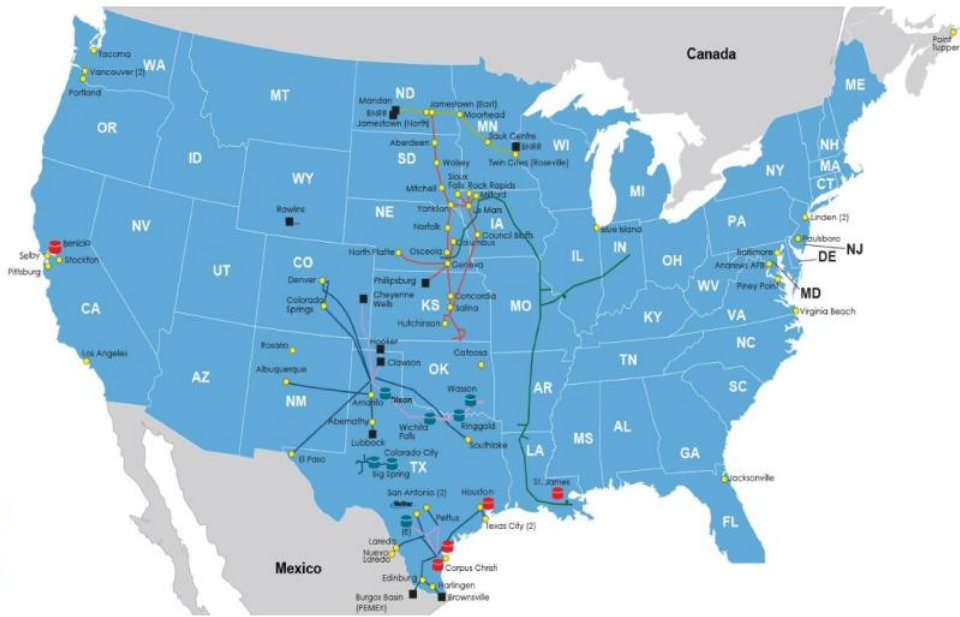 Canada
Point
Tupper
Tacoma
Vancouver (2)
Portland
WA
OR
ID
MT
WY
NV
UT
CA
AZ
CO
NM
ND
SD
NE
KS
OK
TX
MN
IA
MO
AR
LA
WI
IL
MI
IN
OH
KY
TN
MS
AL
GA
FL
SC
NC
VA
WV
PA
NY
ME
NH
MA
CT
NJ
DE
MD
Mandan
BNRR
Jamestown (North)
Jamestown (East)
Moorhead
Sauk Centre
BNRR
Twin Cities (Roseville)
Aberdeen
Wolsey
Sioux
Falls
Rock Rapids
Mitchell
Milford
Yankton
Le Mars
Norfolk
Council Bluffs
Columbus
North Platte
Osceola
Geneva
Phillipsburg
Concordia
Salina
Hutchinson
Rawlins
Cheyenne
Wells
Denver
Colorado
Springs
Hooker
Clawson
Rosario
Albuquerque
Catoosa
Amarillo
Dixon
Wasson
Wichita
Falls
Ringgold
Abernathy
Lubbock
Southlake
Colorado City
Big Spring
El Paso
San Antonio (2)
Houston
St. James
Pettus
Texas City (2)
Laredo
Nuevo
Laredo
Corpus Christi
Edinburg
Harlingen
Burgos Basin
(PEMEX)
Brownsville
Mexico
Benicia
Selby
Stockton
Pittsburg
Los Angeles
Blue Island
Linden (2)
Paulsboro
Baltimore
Andrews AFB
Piney Point
Virginia Beach
Jacksonville